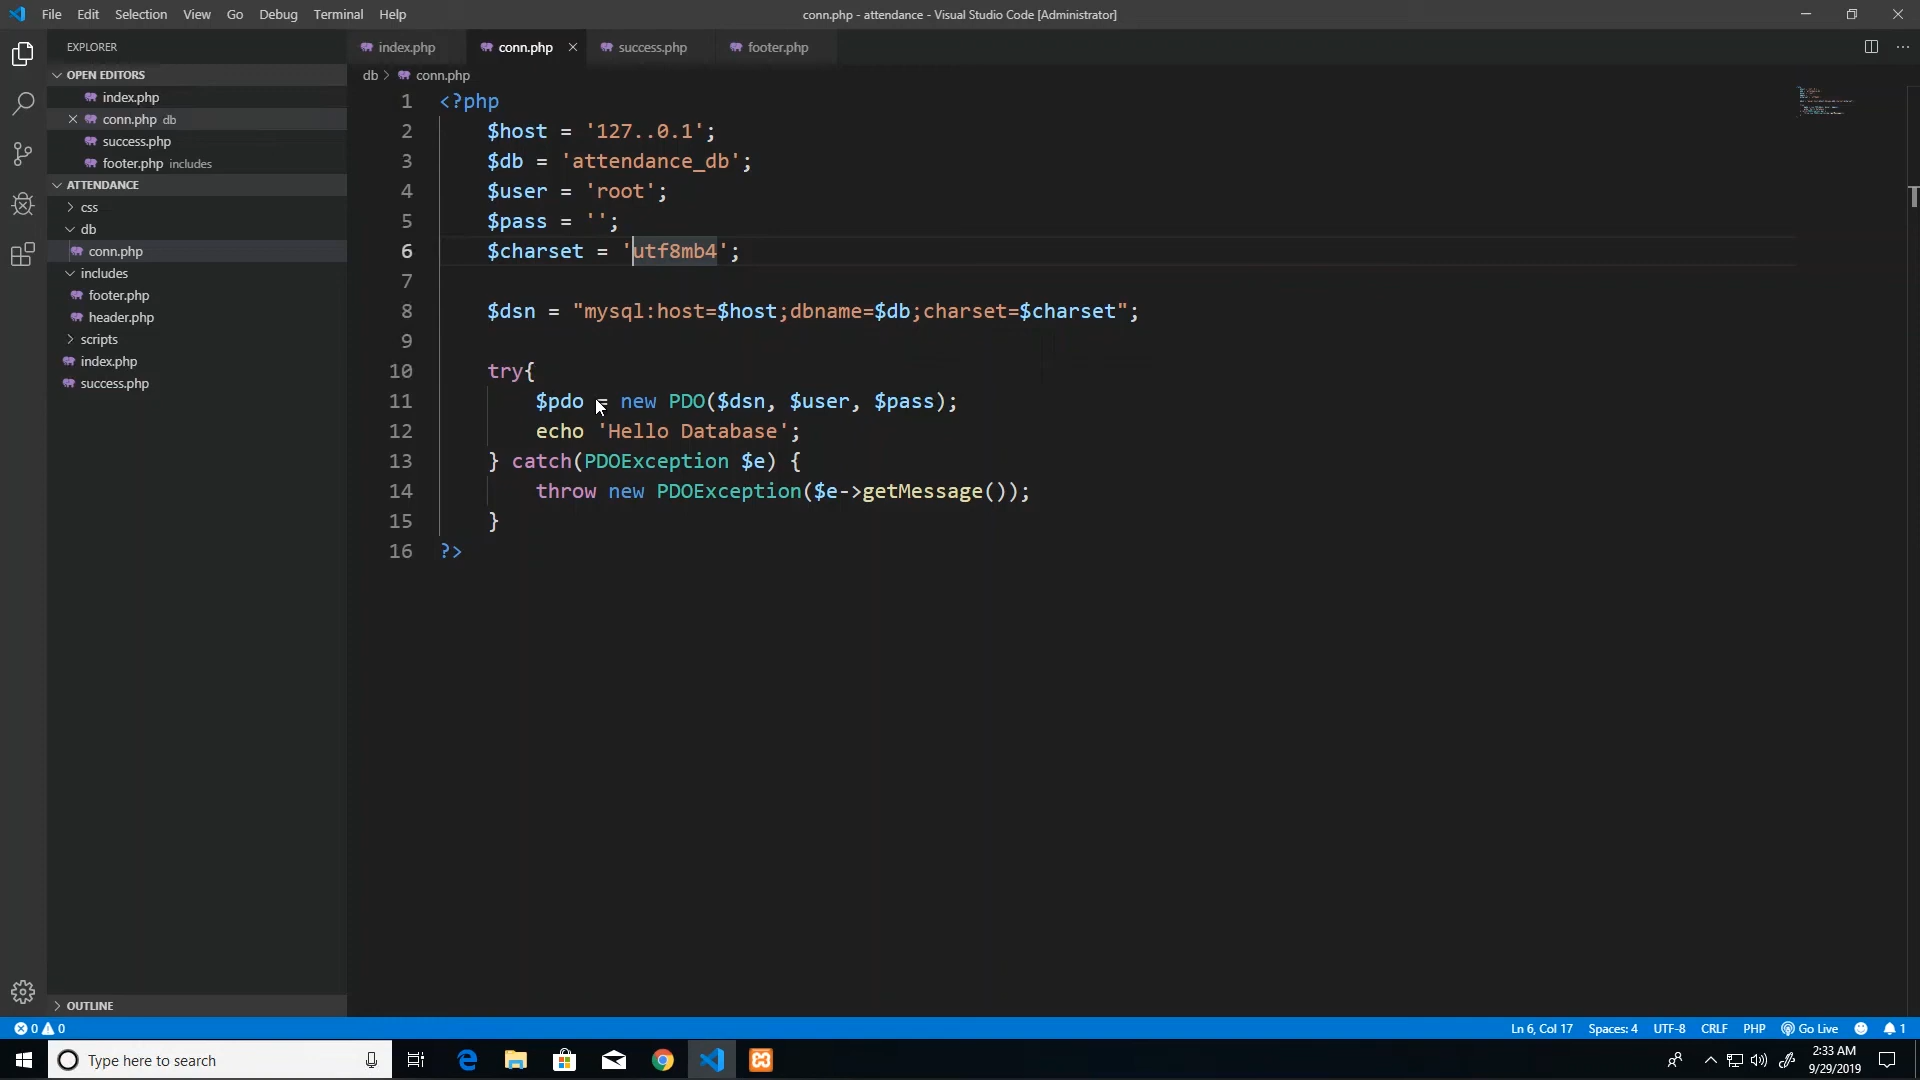 File Edit Selection View Go Debug Terminal Help
conn.php - attendance - Visual Studio Code [Administrator]
EXPLORER
OPEN EDITORS
index.php
conn.php db
success.php
footer.php includes
ATTENDANCE
css
db
conn.php
includes
footer.php
header.php
scripts
index.php
success.php
OUTLINE
index.php conn.php success.php footer.php
db > conn.php
1 <?php
2 $host = '127..0.1';
3 $db = 'attendance_db';
4 $user = 'root';
5 $pass = '';
6 $charset = 'utf8mb4';
7
8 $dsn = "mysql:host=$host;dbname=$db;charset=$charset";
9
10 try{
11 $pdo = new PDO($dsn, $user, $pass);
12 echo 'Hello Database';
13 } catch(PDOException $e) {
14 throw new PDOException($e->getMessage());
15 }
16 ?>
0 0 Ln 6, Col 17 Spaces: 4 UTF-8 CRLF PHP Go Live 1
Type here to search
2:33 AM
9/29/2019